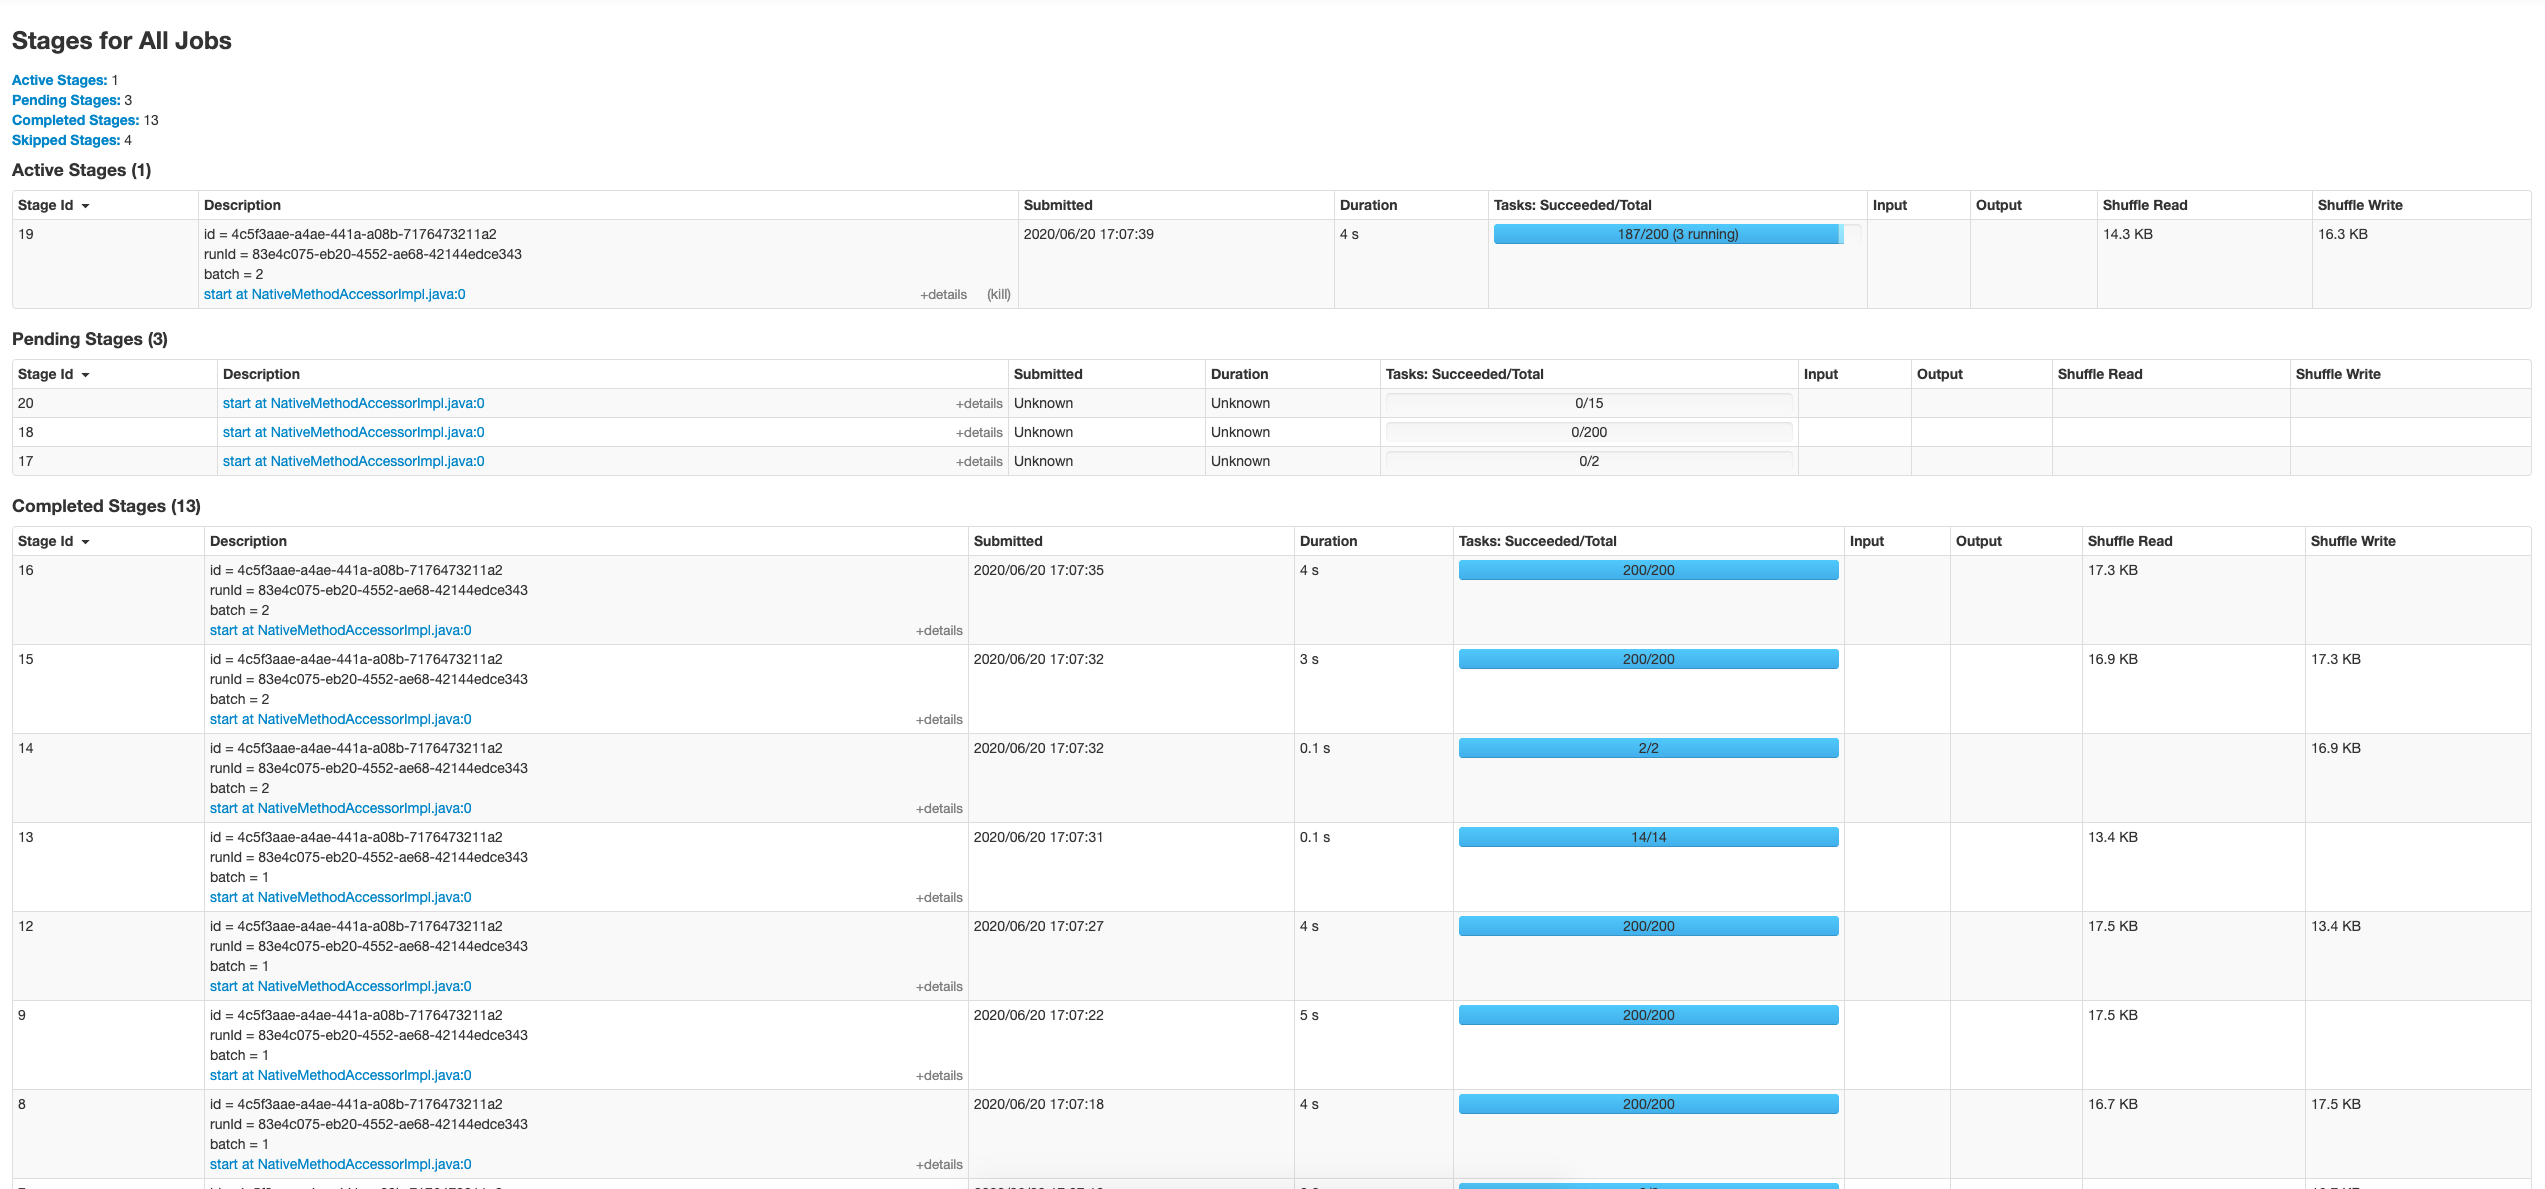 Stages for All Jobs
Active Stages: 1
Pending Stages: 3
Completed Stages: 13
Skipped Stages: 4
Active Stages (1)
Stage Id Description Submitted Duration Tasks: Succeeded/Total Input Output Shuffle Read Shuffle Write
19 id = 4c5f3aae-a4ae-441a-a08b-7176473211a2 2020/06/20 17:07:39 4 s 187/200 (3 running) 14.3 KB 16.3 KB
runId = 83e4c075-eb20-4552-ae68-42144edce343
batch = 2
start at NativeMethodAccessorImpl.java:0 +details (kill)
Pending Stages (3)
Stage Id Description Submitted Duration Tasks: Succeeded/Total Input Output Shuffle Read Shuffle Write
20 start at NativeMethodAccessorImpl.java:0 +details Unknown Unknown 0/15
18 start at NativeMethodAccessorImpl.java:0 +details Unknown Unknown 0/200
17 start at NativeMethodAccessorImpl.java:0 +details Unknown Unknown 0/2
Completed Stages (13)
Stage Id Description Submitted Duration Tasks: Succeeded/Total Input Output Shuffle Read Shuffle Write
16 id = 4c5f3aae-a4ae-441a-a08b-7176473211a2 2020/06/20 17:07:35 4 s 200/200 17.3 KB
runId = 83e4c075-eb20-4552-ae68-42144edce343
batch = 2
start at NativeMethodAccessorImpl.java:0 +details
15 id = 4c5f3aae-a4ae-441a-a08b-7176473211a2 2020/06/20 17:07:32 3 s 200/200 16.9 KB 17.3 KB
runId = 83e4c075-eb20-4552-ae68-42144edce343
batch = 2
start at NativeMethodAccessorImpl.java:0 +details
14 id = 4c5f3aae-a4ae-441a-a08b-7176473211a2 2020/06/20 17:07:32 0.1 s 2/2 16.9 KB
runId = 83e4c075-eb20-4552-ae68-42144edce343
batch = 2
start at NativeMethodAccessorImpl.java:0 +details
13 id = 4c5f3aae-a4ae-441a-a08b-7176473211a2 2020/06/20 17:07:31 0.1 s 14/14 13.4 KB
runId = 83e4c075-eb20-4552-ae68-42144edce343
batch = 1
start at NativeMethodAccessorImpl.java:0 +details
12 id = 4c5f3aae-a4ae-441a-a08b-7176473211a2 2020/06/20 17:07:27 4 s 200/200 17.5 KB 13.4 KB
runId = 83e4c075-eb20-4552-ae68-42144edce343
batch = 1
start at NativeMethodAccessorImpl.java:0 +details
9 id = 4c5f3aae-a4ae-441a-a08b-7176473211a2 2020/06/20 17:07:22 5 s 200/200 17.5 KB
runId = 83e4c075-eb20-4552-ae68-42144edce343
batch = 1
start at NativeMethodAccessorImpl.java:0 +details
8 id = 4c5f3aae-a4ae-441a-a08b-7176473211a2 2020/06/20 17:07:18 4 s 200/200 16.7 KB 17.5 KB
runId = 83e4c075-eb20-4552-ae68-42144edce343
batch = 1
start at NativeMethodAccessorImpl.java:0 +details